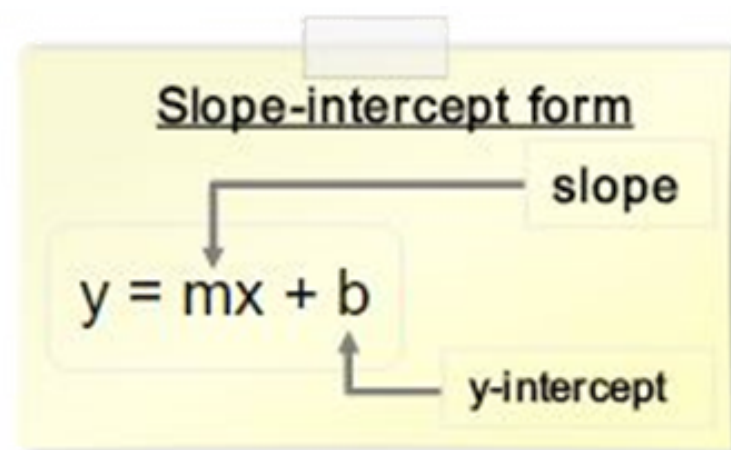 Slope-intercept form
slope
y = mx + b
y-intercept